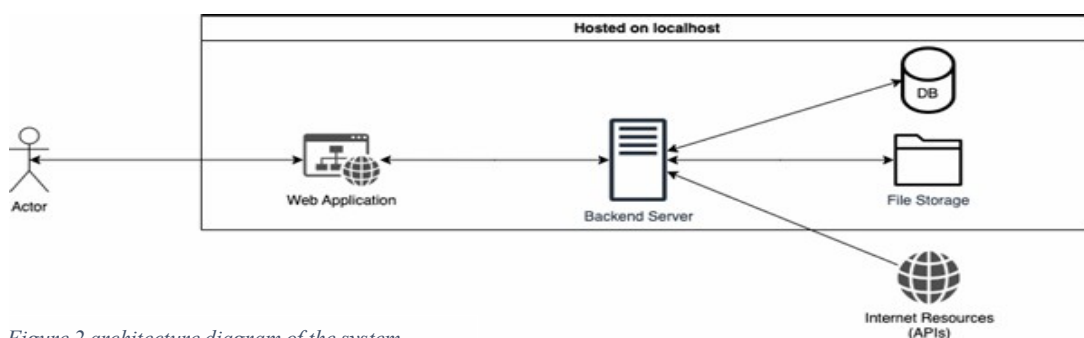 Hosted on localhost
DB
Actor
Web Application
Backend Server
File Storage
Internet Resources
(APIs)
Figure 2 architecture diagram of the system